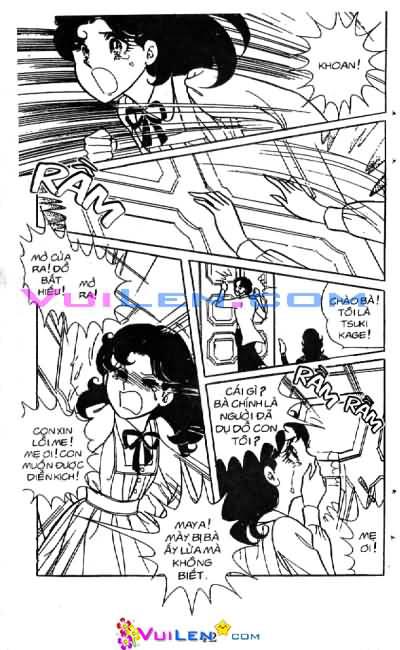 KHOAN!
RẦM
MỞ CỬA
RA! ĐỒ
BẤT
HIẾU!
MỞ
RA!
CHÀO BÀ!
TÔI LÀ
TSUKI
KAGE!
VUILEN.COM
RẦM RẦM
CÁI GÌ?
BÀ CHÍNH LÀ
NGƯỜI ĐÃ
DỤ DỖ CON
TÔI?
CON XIN
LỖI MẸ!
MẸ ƠI! CON
MUỐN ĐƯỢC
DIỄN KỊCH!
MẸ
ƠI!
MAYA!
MÀY BỊ BÀ
ẤY LỪA MÀ
KHÔNG
BIẾT.
VUILEN.COM